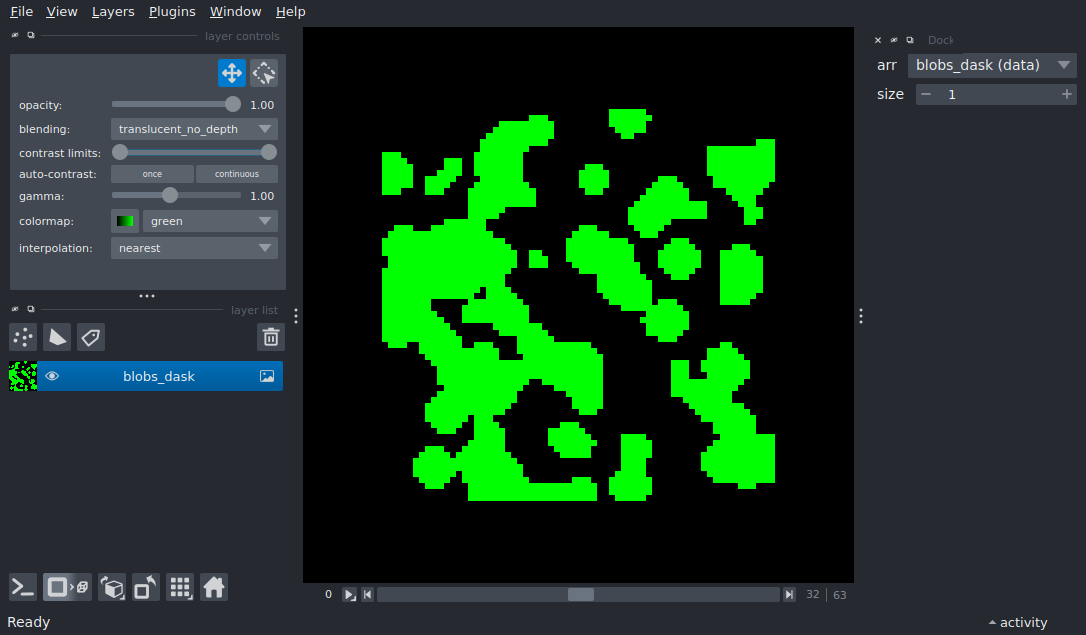 File View Layers Plugins Window Help
layer controls
opacity: 1.00
blending: translucent_no_depth
contrast limits:
auto-contrast: once continuous
gamma: 1.00
colormap: green
interpolation: nearest
layer list
blobs_dask
Dock
arr blobs_dask (data)
size 1
0 32 63
Ready
activity